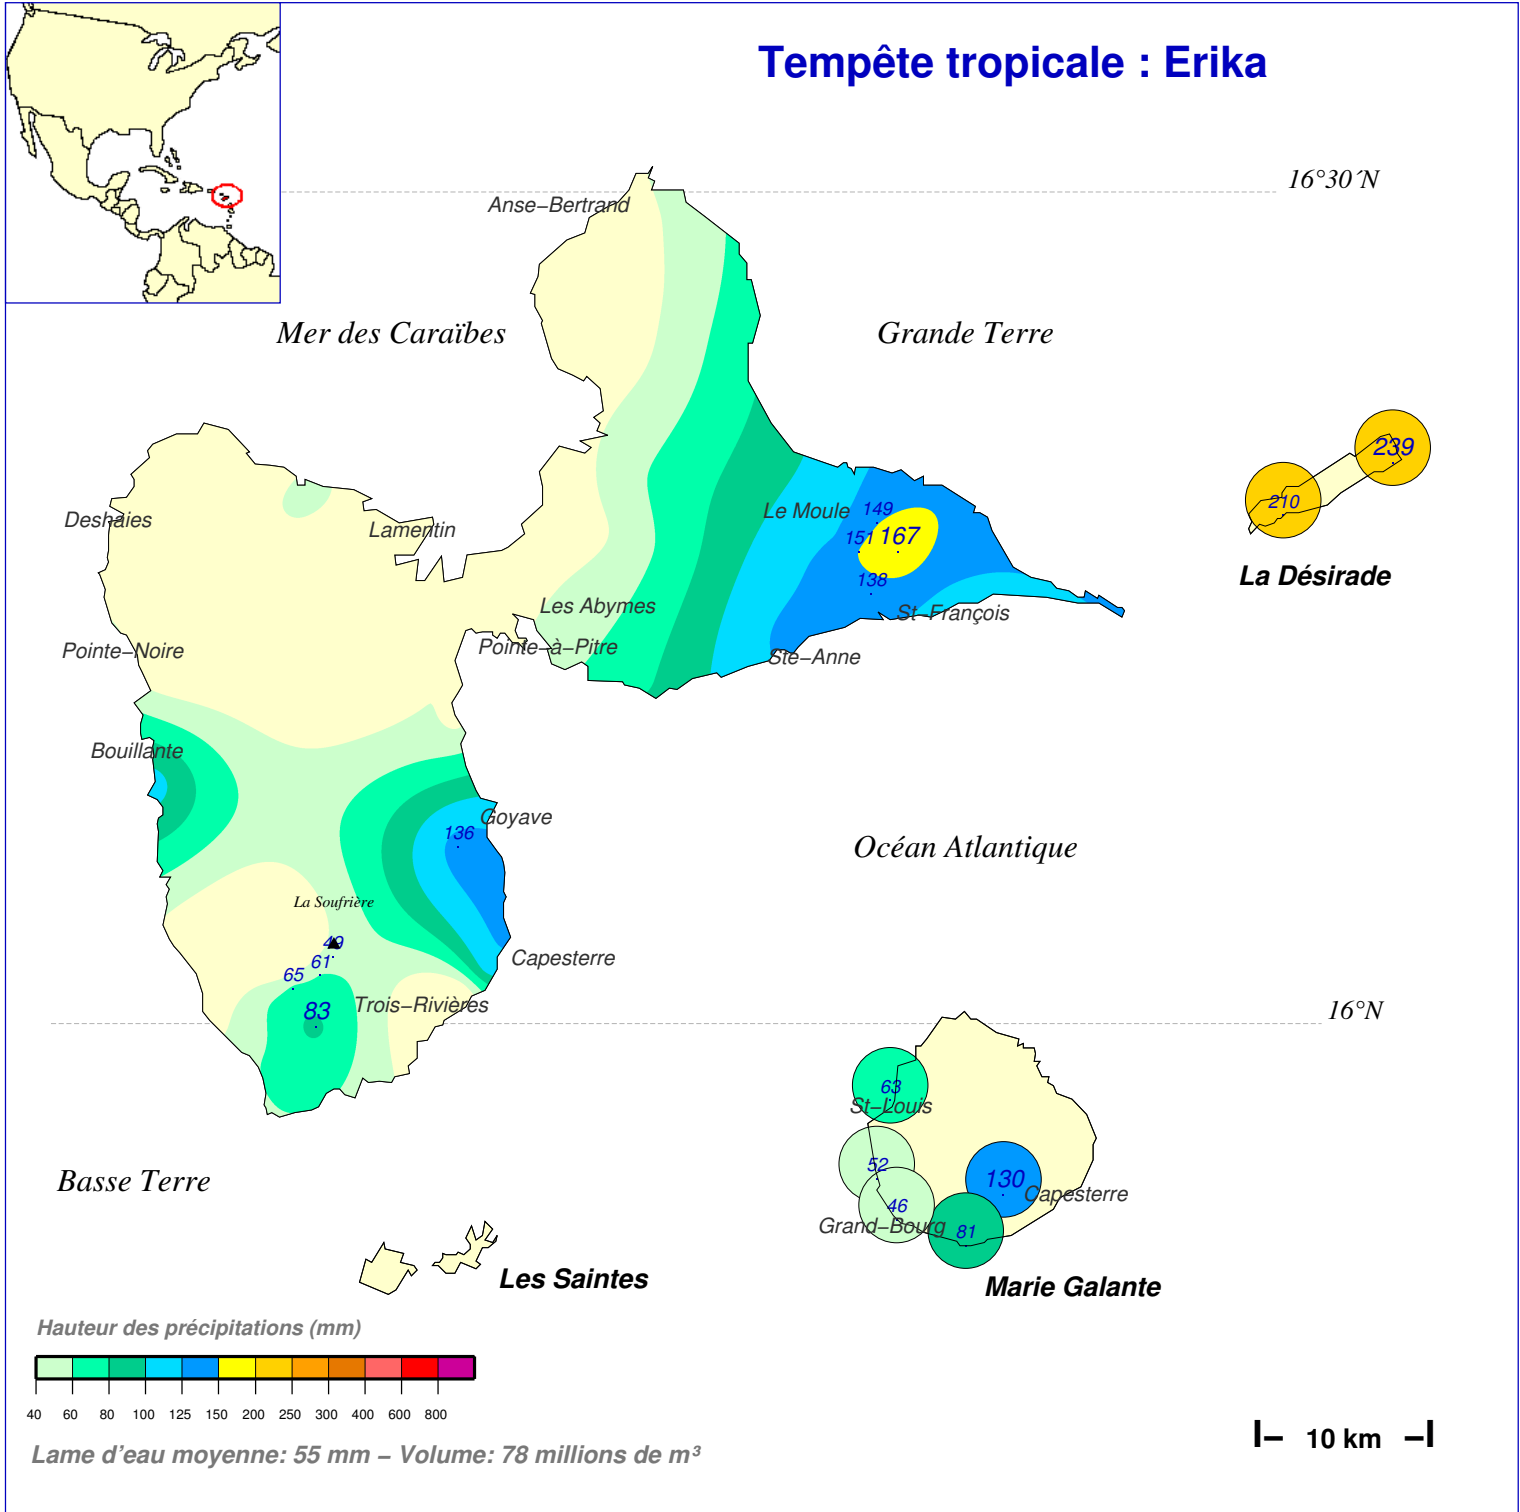 Tempête tropicale : Erika
16°30´N
Anse−Bertrand
Mer des Caraïbes
Grande Terre
239
210
Le Moule
149
151
167
138
Deshaies
Lamentin
La Désirade
Les Abymes
St−François
Pointe−Noire
Pointe−à−Pitre
Ste−Anne
Bouillante
Goyave
136
Océan Atlantique
La Soufrière
49
61
65
Capesterre
83
Trois−Rivières
16°N
63
St−Louis
52
130
Capesterre
46
Grand−Bourg
81
Basse Terre
Les Saintes
Marie Galante
Hauteur des précipitations (mm)
40 60 80 100 125 150 200 250 300 400 600 800
10 km
Lame d'eau moyenne: 55 mm − Volume: 78 millions de m³